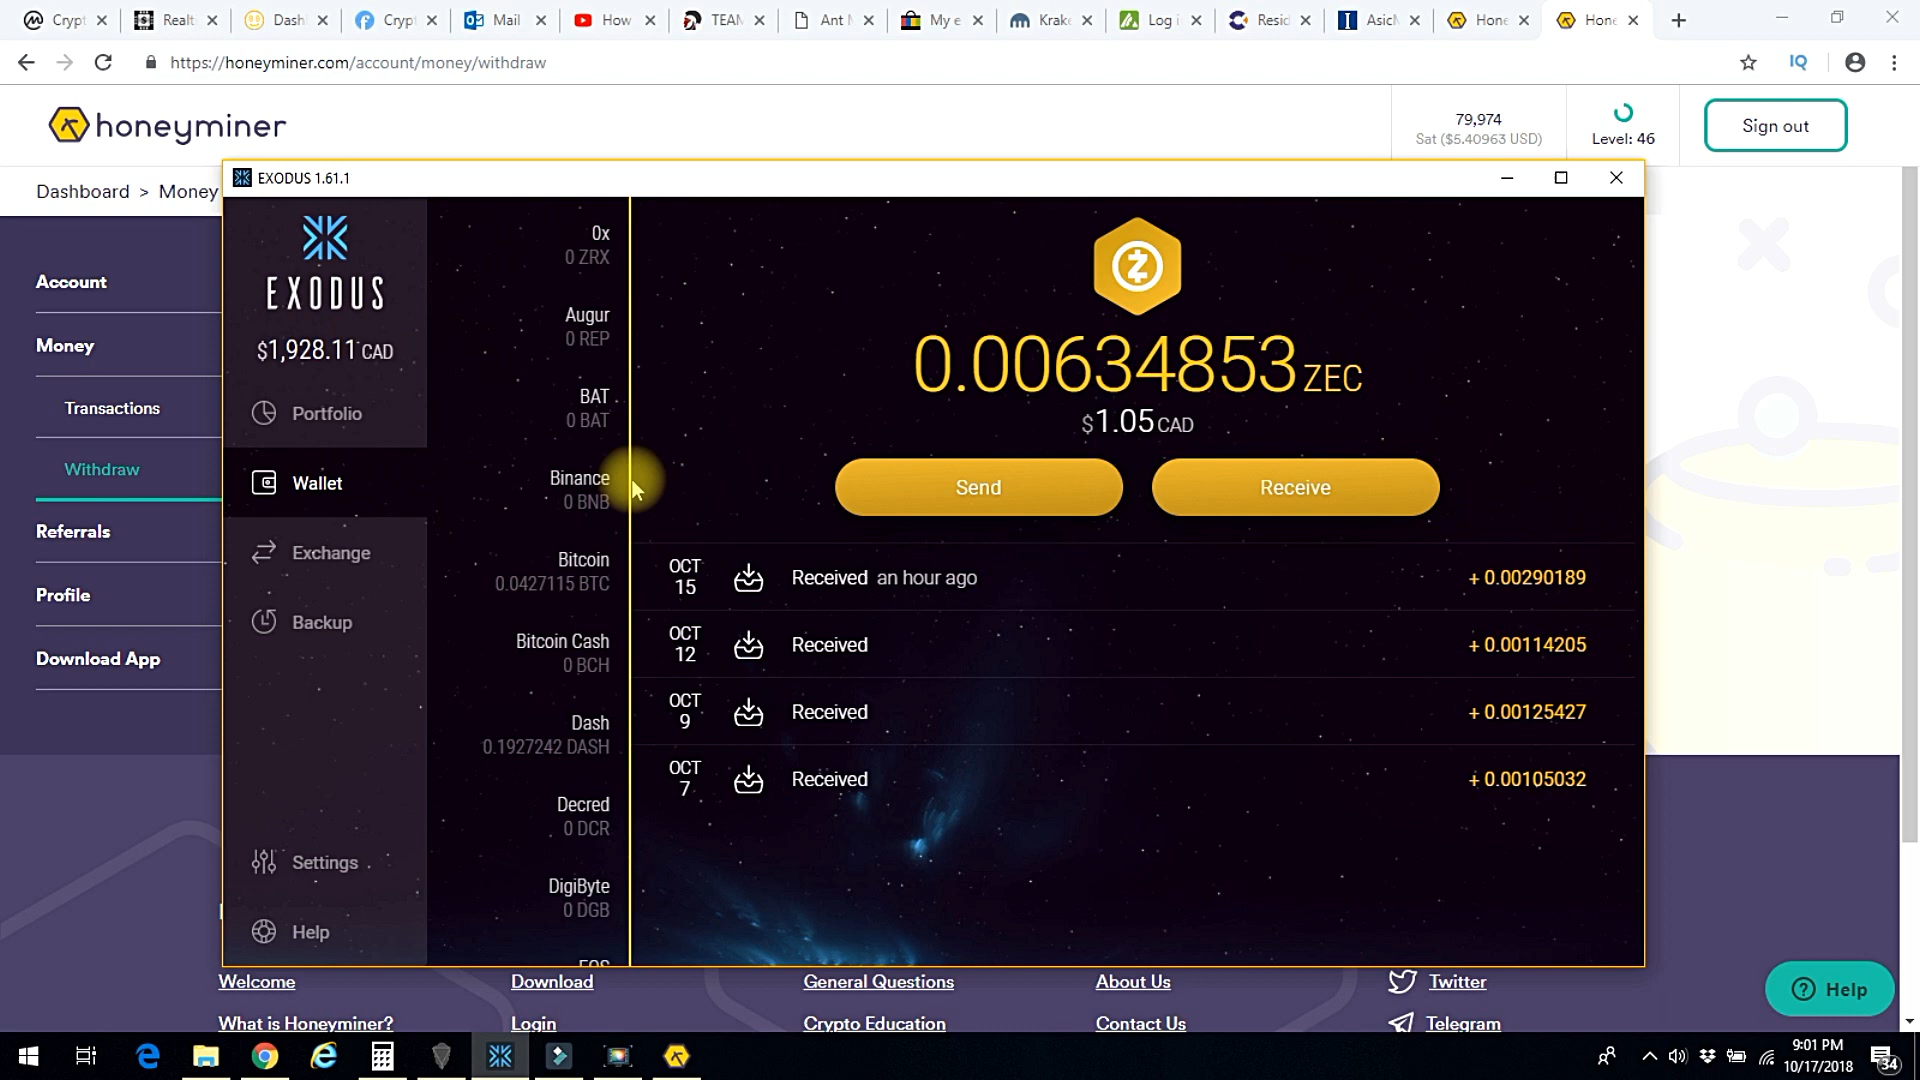 Crypt
Realt
Dash
Crypt
Mail
How
TEAM
Ant M
My e
Krake
Log i
Resid
AsicM
Hone
Hone
https://honeyminer.com/account/money/withdraw
IQ
honeyminer
79,974
Sat ($5.40963 USD)
Level: 46
Sign out
Dashboard > Money
EXODUS 1.61.1
Account
Money
Transactions
Withdraw
Referrals
Profile
Download App
EXODUS
$1,928.11 CAD
Portfolio
Wallet
Exchange
Backup
Settings
Help
0x
0 ZRX
Augur
0 REP
BAT
0 BAT
Binance
0 BNB
Bitcoin
0.0427115 BTC
Bitcoin Cash
0 BCH
Dash
0.1927242 DASH
Decred
0 DCR
DigiByte
0 DGB
EOS
0.00634853 ZEC
$1.05 CAD
Send
Receive
OCT 15 Received an hour ago + 0.00290189
OCT 12 Received + 0.00114205
OCT 9 Received + 0.00125427
OCT 7 Received + 0.00105032
Welcome
Download
General Questions
About Us
Twitter
What is Honeyminer?
Login
Crypto Education
Contact Us
Telegram
Help
9:01 PM
10/17/2018
34